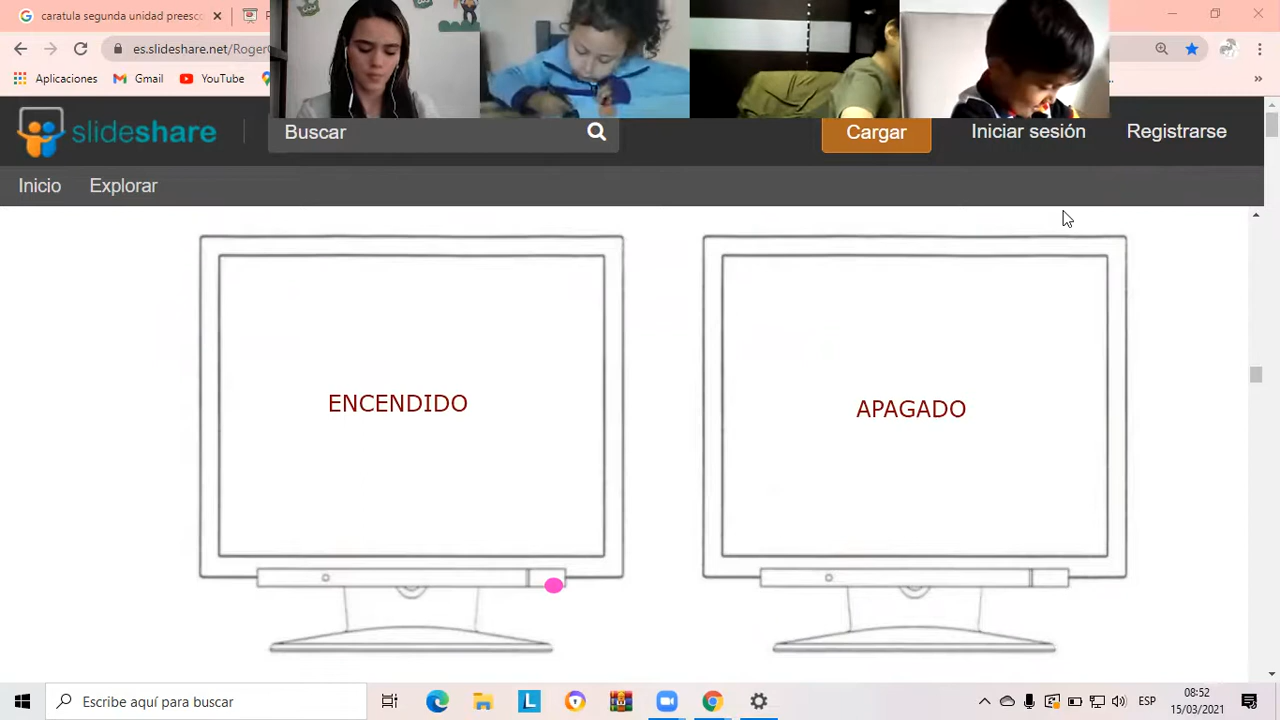 caratula segunda unidad preesc
es.slideshare.net/Roger
Aplicaciones
Gmail
YouTube
»
slideshare
Buscar
Cargar
Iniciar sesión
Registrarse
Inicio
Explorar
ENCENDIDO
APAGADO
Escribe aquí para buscar
L
ESP
08:52
15/03/2021